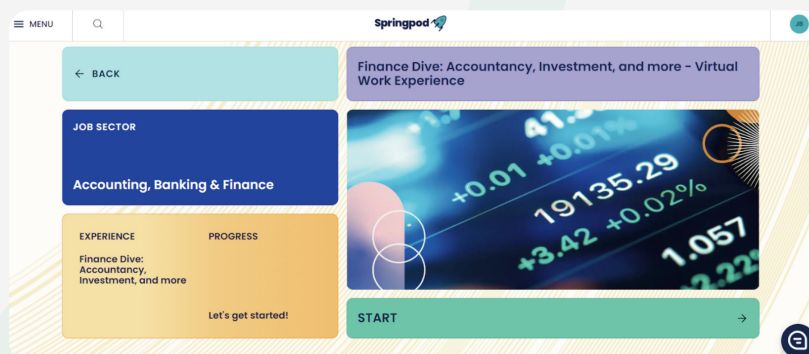 MENU
Springpod
JB
← BACK
Finance Dive: Accountancy, Investment, and more - Virtual
Work Experience
JOB SECTOR
Accounting, Banking & Finance
EXPERIENCE
PROGRESS
Finance Dive:
Accountancy,
Investment, and more
Let's get started!
41.5
+0.01 +0.01%
19135.29
+3.42 +0.02%
1.057
START →